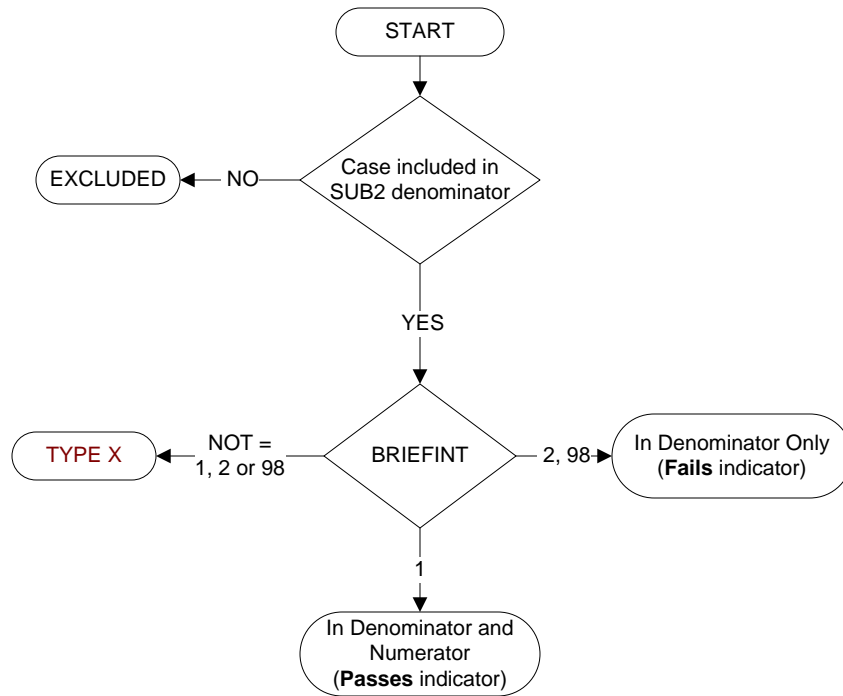 START
Case included in
SUB2 denominator
NO
EXCLUDED
YES
BRIEFINT
NOT =
1, 2 or 98
TYPE X
2, 98
In Denominator Only
(Fails indicator)
1
In Denominator and
Numerator
(Passes indicator)